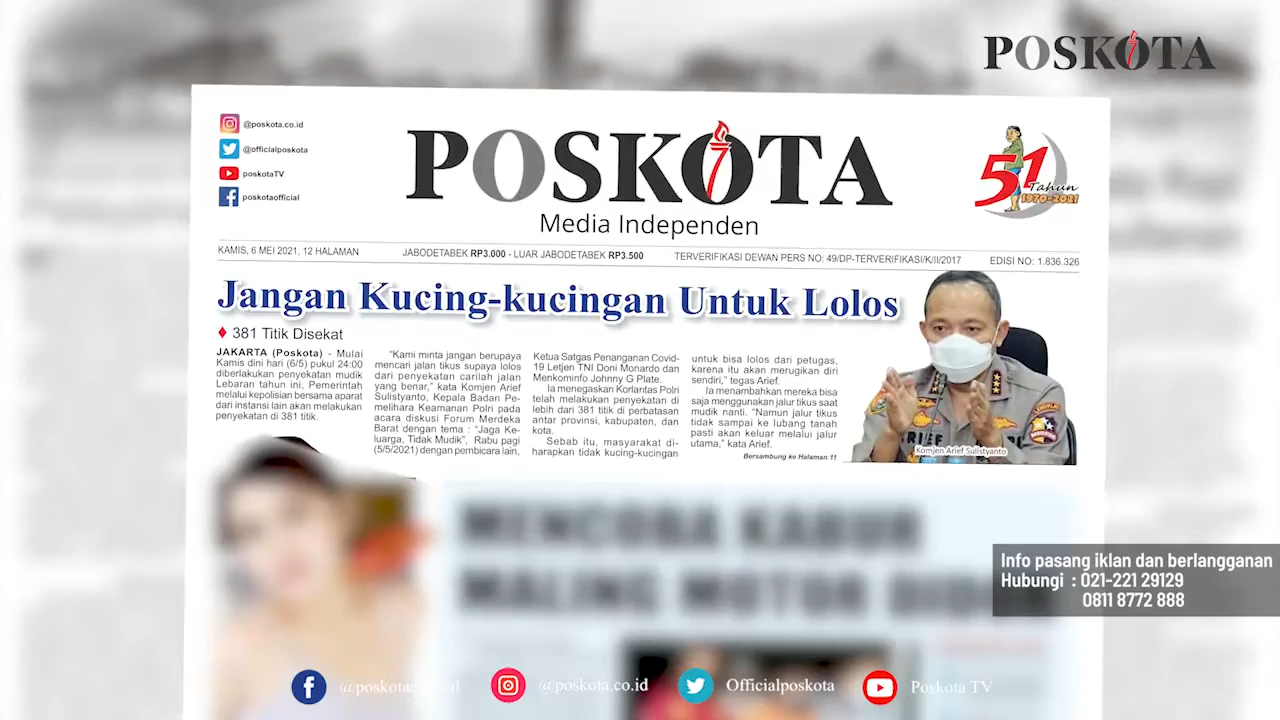 POSKOTA
@poskota.co.id
@officialposkota
poskotaTV
poskotaofficial
POSKOTA
Media Independen
51
Tahun
1970-2021
KAMIS, 6 MEI 2021, 12 HALAMAN
JABODETABEK RP3.000 - LUAR JABODETABEK RP3.500
TERVERIFIKASI DEWAN PERS NO: 49/DP-TERVERIFIKASI/K/II/2017
EDISI NO: 1.836.326
Jangan Kucing-kucingan Untuk Lolos
381 Titik Disekat
JAKARTA (Poskota) - Mulai
Kamis dini hari (6/5) pukul 24:00
diberlakukan penyekatan mudik
Lebaran tahun ini, Pemerintah
melalui kepolisian bersama aparat
dari instansi lain akan melakukan
penyekatan di 381 titik.
“Kami minta jangan berupaya
mencari jalan tikus supaya lolos
dari penyekatan carilah jalan
yang benar,” kata Komjen Arief
Sulistyanto, Kepala Badan Pe-
melihara Keamanan Polri pada
acara diskusi Forum Merdeka
Barat dengan tema : “Jaga Ke-
luarga, Tidak Mudik”, Rabu pagi
(5/5/2021) dengan pembicara lain,
Ketua Satgas Penanganan Covid-
19 Letjen TNI Doni Monardo dan
Menkominfo Johnny G Plate.
Ia menegaskan Korlantas Polri
telah melakukan penyekatan di
lebih dari 381 titik di perbatasan
antar provinsi, kabupaten, dan
kota.
Sebab itu, masyarakat di-
harapkan tidak kucing-kucingan
untuk bisa lolos dari petugas,
karena itu akan merugikan diri
sendiri,” tegas Arief.
Ia menambahkan mereka bisa
saja menggunakan jalur tikus saat
mudik nanti. “Namun jalur tikus
tidak sampai ke lubang tanah
pasti akan keluar melalui jalur
utama,” kata Arief.
Bersambung ke Halaman 11
ARIEF
Komjen Arief Sulistyanto
MENCOBA KABUR
MALING MOTOR
Info pasang iklan dan berlangganan
Hubungi : 021-221 29129
0811 8772 888
@poskota.co.id
Officialposkota
Poskota TV